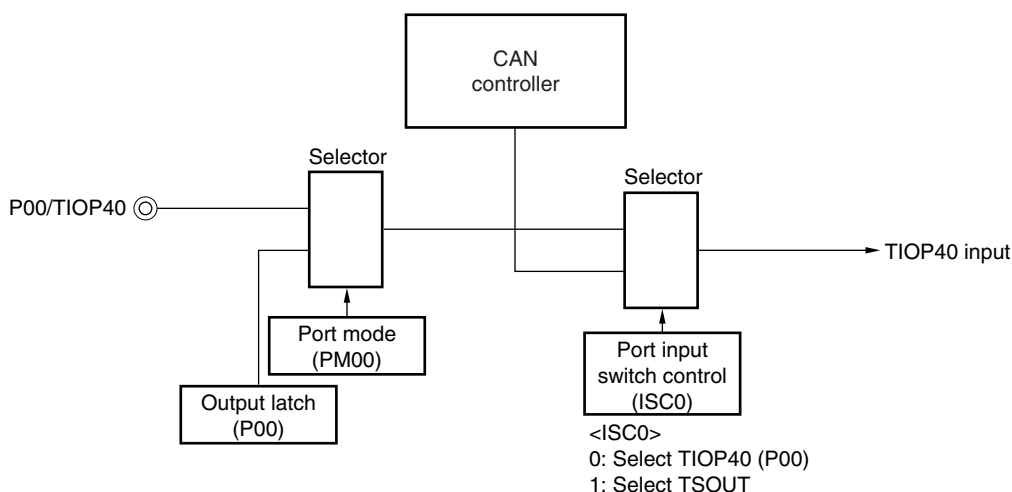 CAN
controller
Selector
Selector
P00/TIOP40
TIOP40 input
Port mode
(PM00)
Port input
switch control
(ISC0)
Output latch
(P00)
<ISC0>
0: Select TIOP40 (P00)
1: Select TSOUT